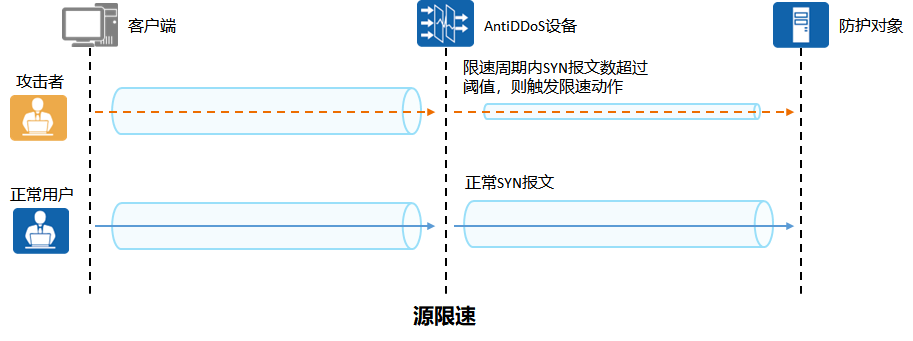 客户端
AntiDDoS设备
防护对象
攻击者
限速周期内SYN报文数超过
阈值，则触发限速动作
正常用户
正常SYN报文
源限速